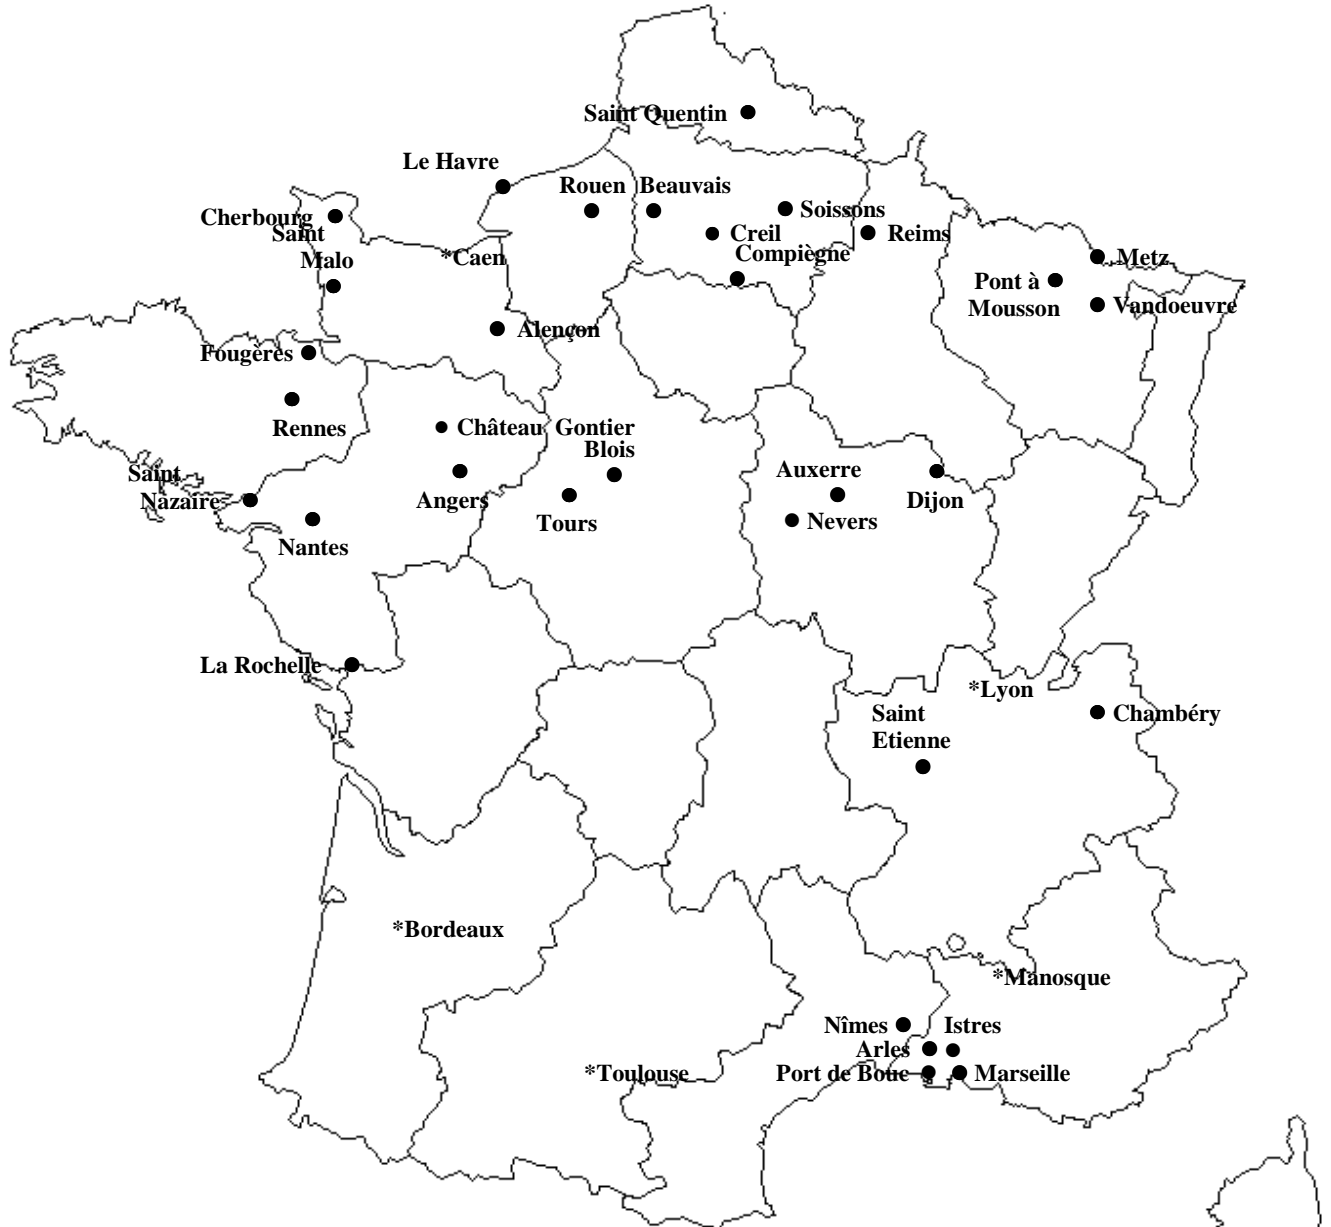 Saint Quentin
Le Havre
Rouen
Beauvais
Cherbourg
Soissons
Saint
Malo
Creil
Reims
*Caen
Compiègne
Metz
Pont à
Mousson
Vandoeuvre
Alençon
Fougères
Rennes
Château Gontier
Blois
Saint
Nazaire
Angers
Auxerre
Dijon
Tours
Nevers
Nantes
La Rochelle
*Lyon
Saint
Etienne
Chambéry
*Bordeaux
*Manosque
Nîmes
Istres
Arles
*Toulouse
Port de Bouc
Marseille